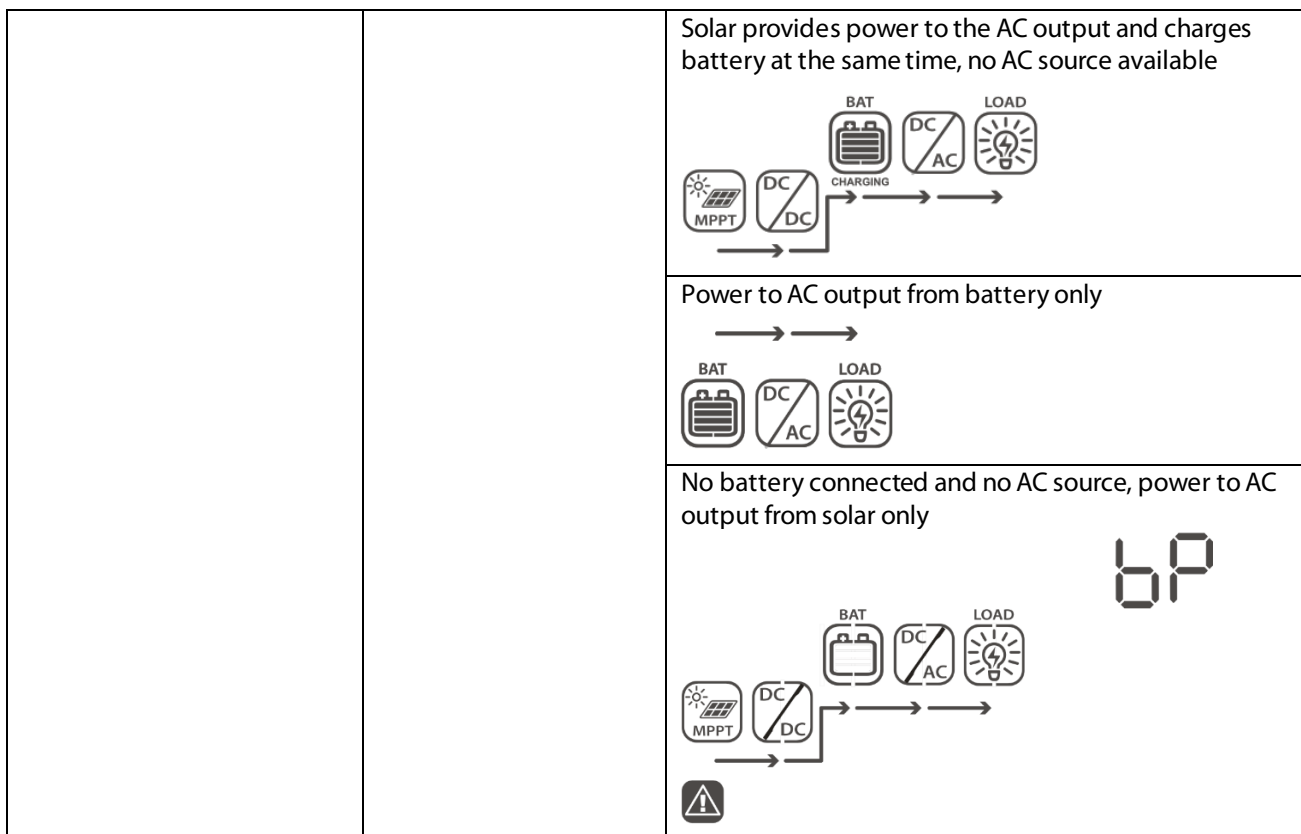 Solar provides power to the AC output and charges
battery at the same time, no AC source available
BAT LOAD
DC
AC
CHARGING
MPPT
DC
DC
Power to AC output from battery only
BAT LOAD
DC
AC
No battery connected and no AC source, power to AC
output from solar only
bP
BAT LOAD
DC
AC
MPPT
DC
DC